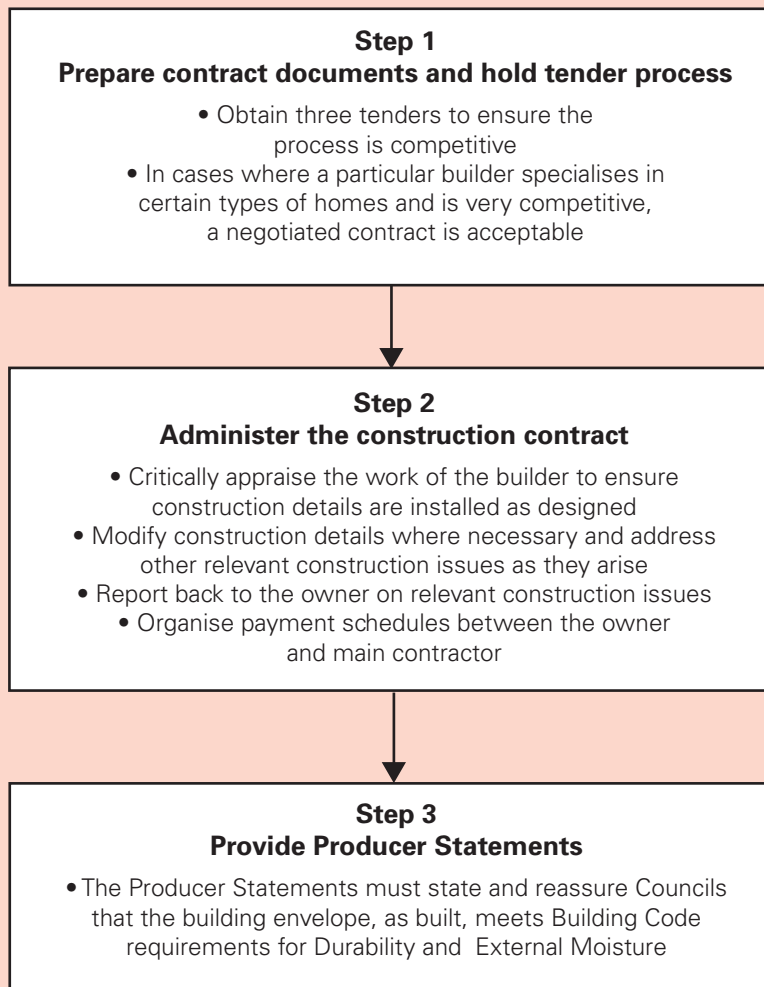 Step 1
Prepare contract documents and hold tender process
• Obtain three tenders to ensure the
process is competitive
• In cases where a particular builder specialises in
certain types of homes and is very competitive,
a negotiated contract is acceptable
Step 2
Administer the construction contract
• Critically appraise the work of the builder to ensure
construction details are installed as designed
• Modify construction details where necessary and address
other relevant construction issues as they arise
• Report back to the owner on relevant construction issues
• Organise payment schedules between the owner
and main contractor
Step 3
Provide Producer Statements
• The Producer Statements must state and reassure Councils
that the building envelope, as built, meets Building Code
requirements for Durability and External Moisture